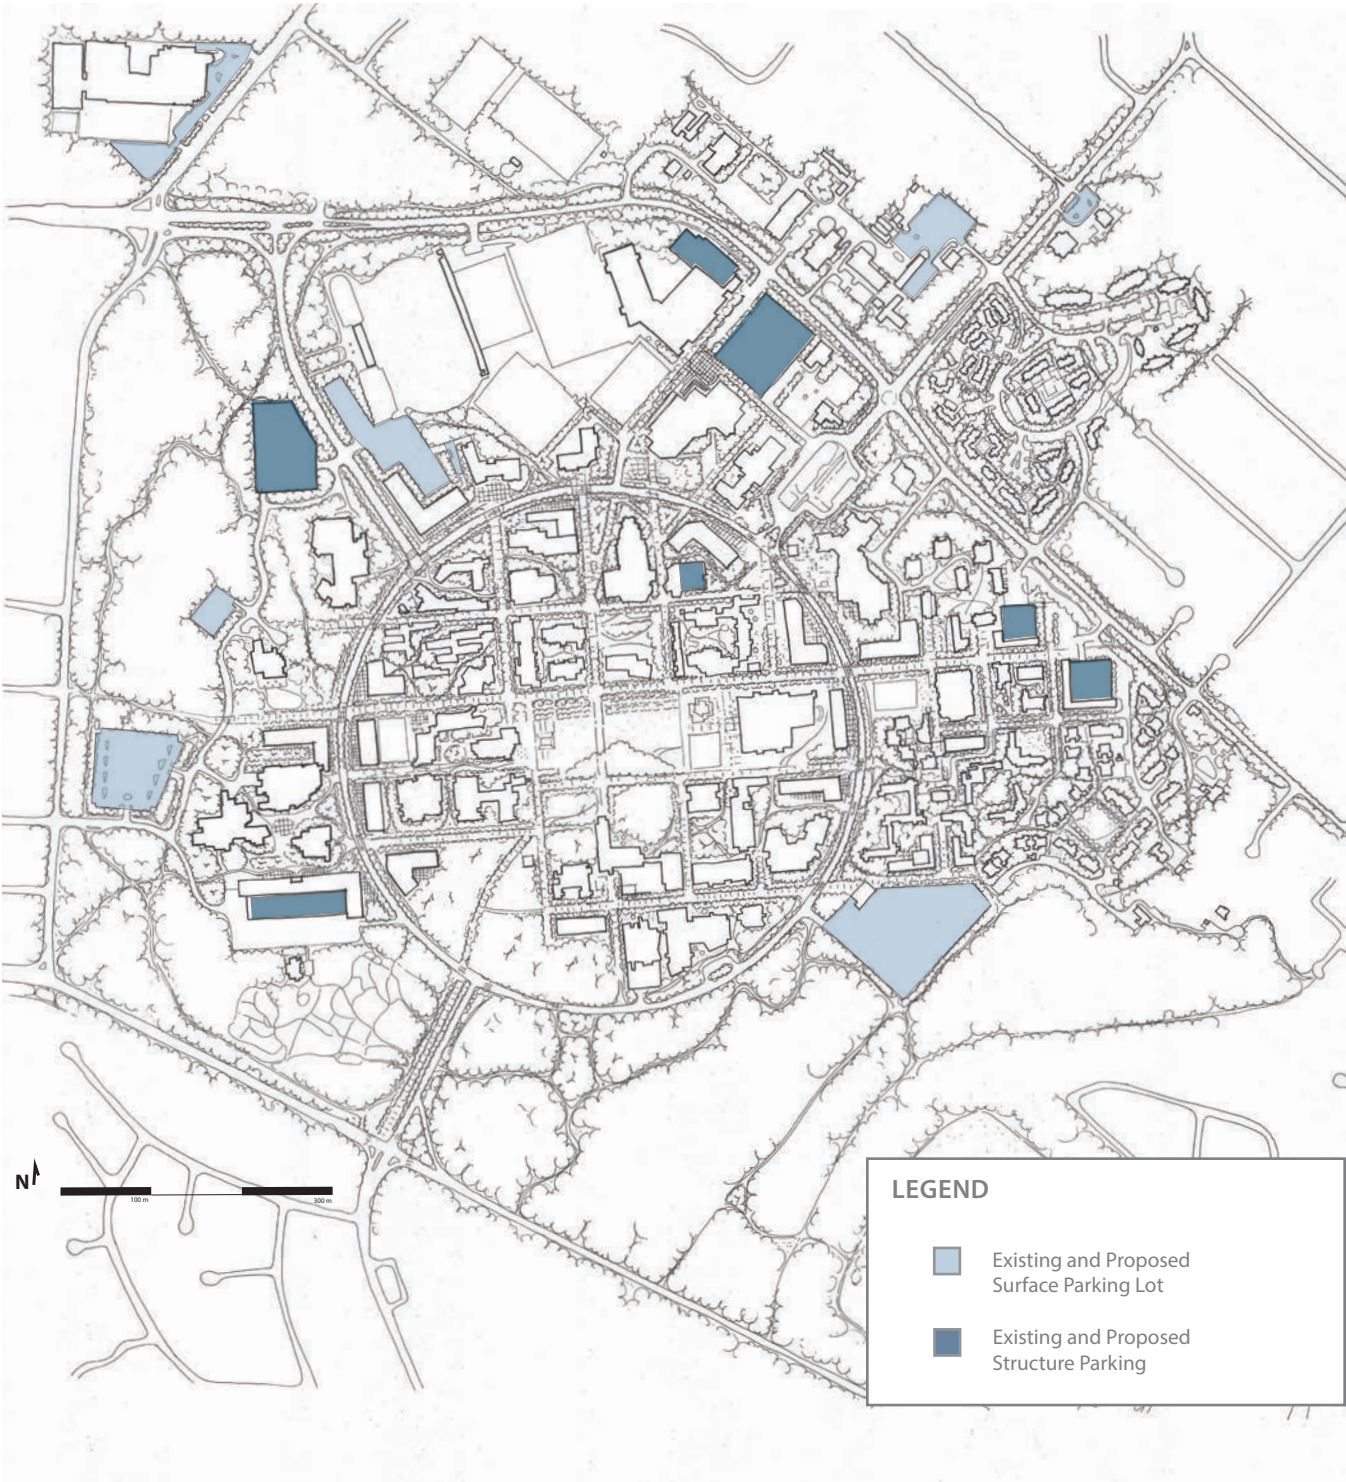 N
100 m
300 m
LEGEND
Existing and Proposed
Surface Parking Lot
Existing and Proposed
Structure Parking